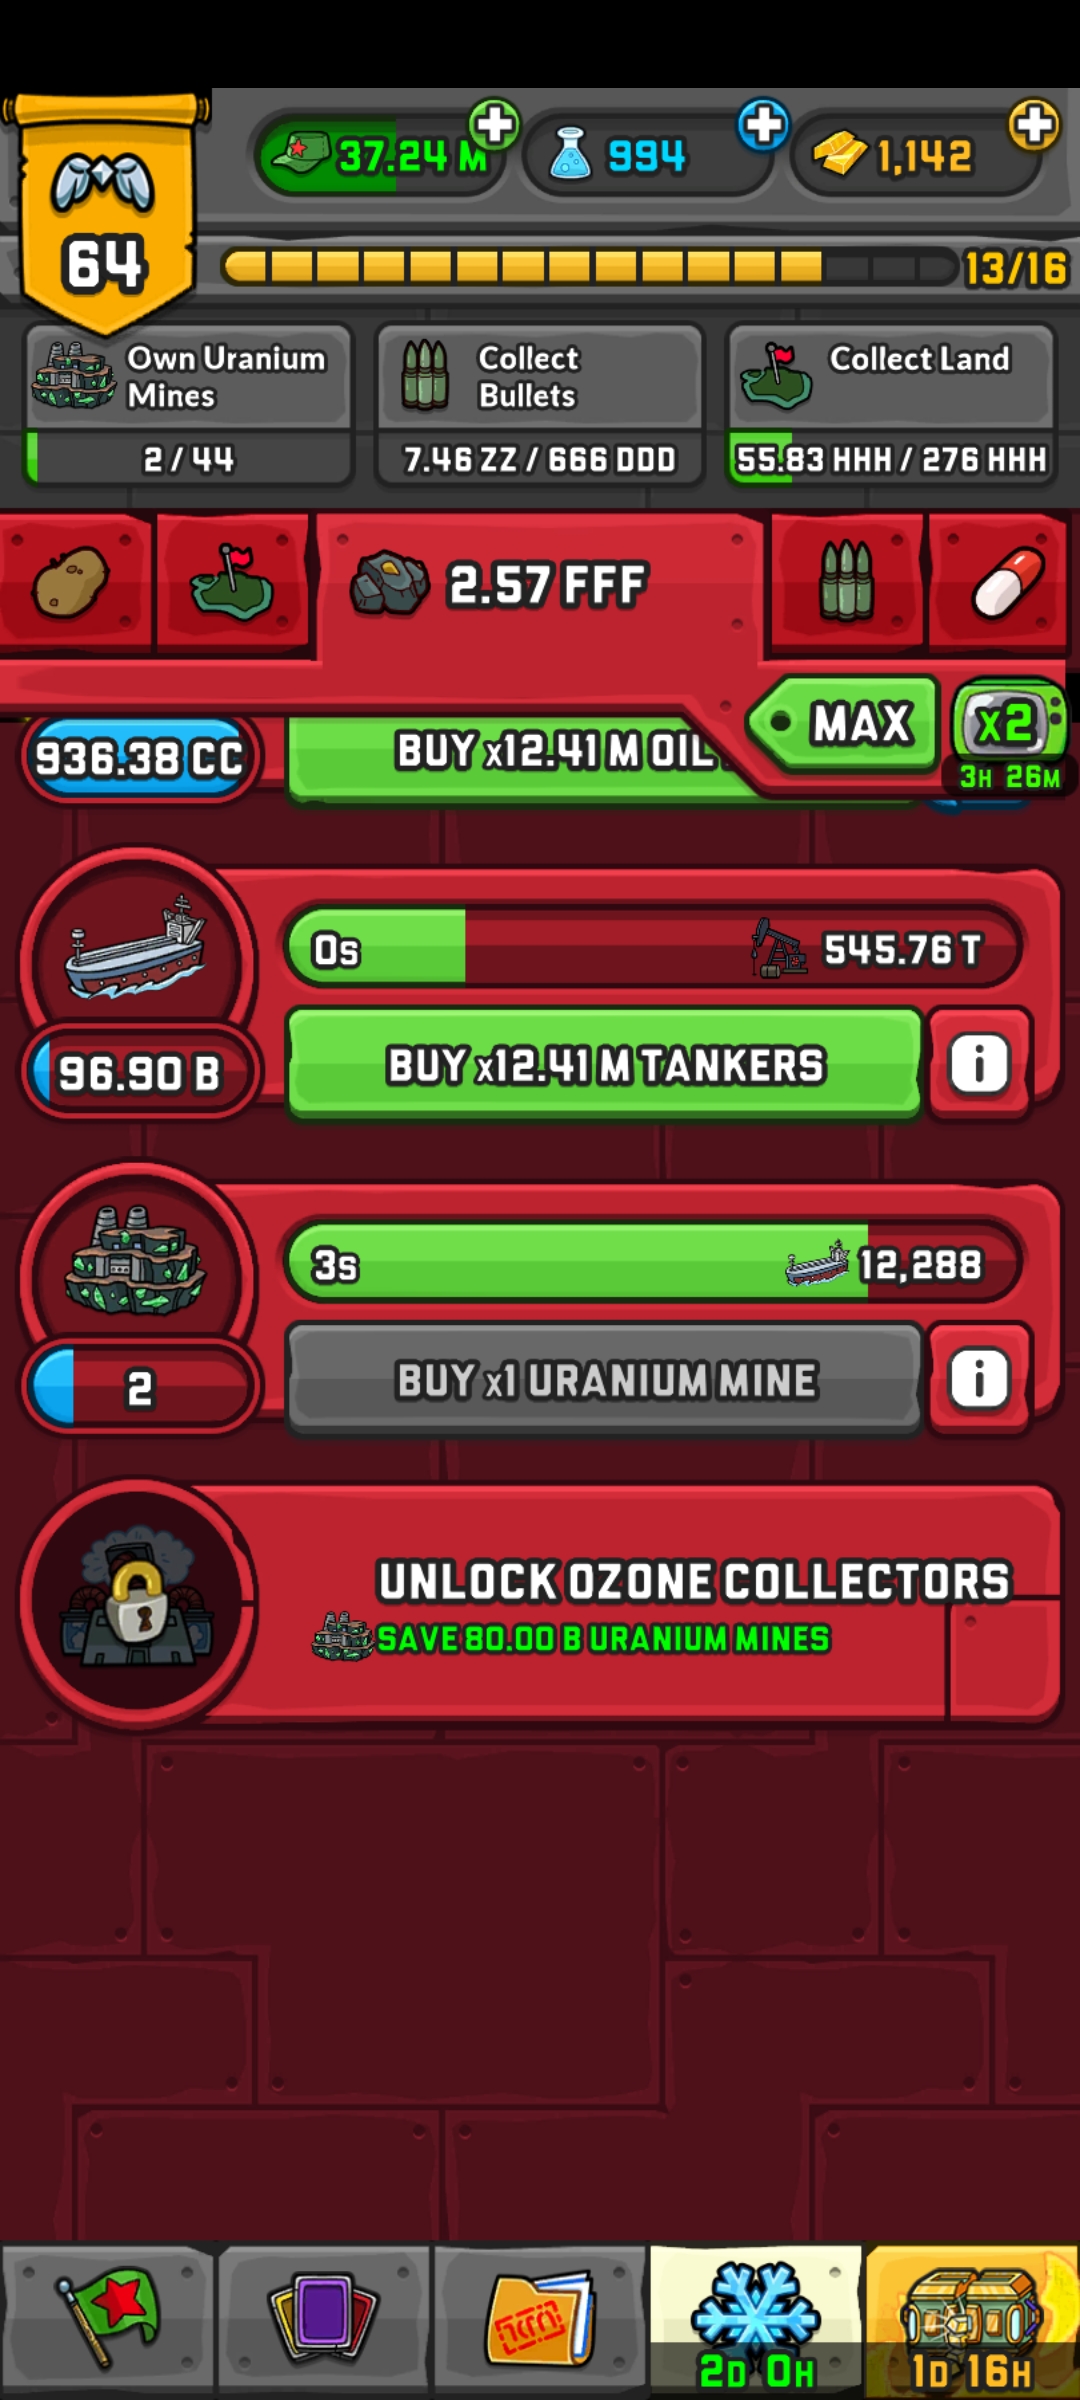 64
37.24 M
994
1,142
13/16
Own Uranium
Mines
2 / 44
Collect
Bullets
7.46 ZZ / 666 DDD
Collect Land
55.83 HHH / 276 HHH
2.57 FFF
MAX
X2
3H 26M
936.38 CC
BUY x12.41 M OIL
0s
545.76 T
96.90 B
BUY x12.41 M TANKERS
i
3s
12,288
2
BUY x1 URANIUM MINE
i
UNLOCK OZONE COLLECTORS
SAVE 80.00 B URANIUM MINES
2D 0H
1D 16H